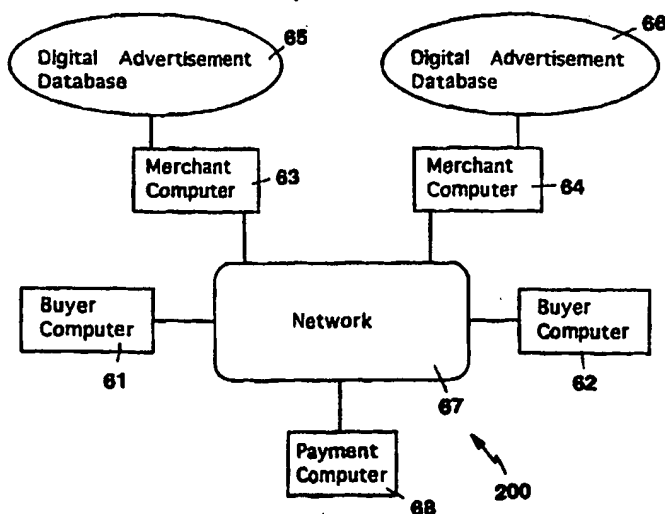 Digital Advertisement
Database
65
Digital Advertisement
Database
66
Merchant
Computer
63
Merchant
Computer
64
Buyer
Computer
61
Network
67
Buyer
Computer
62
Payment
Computer
68
200